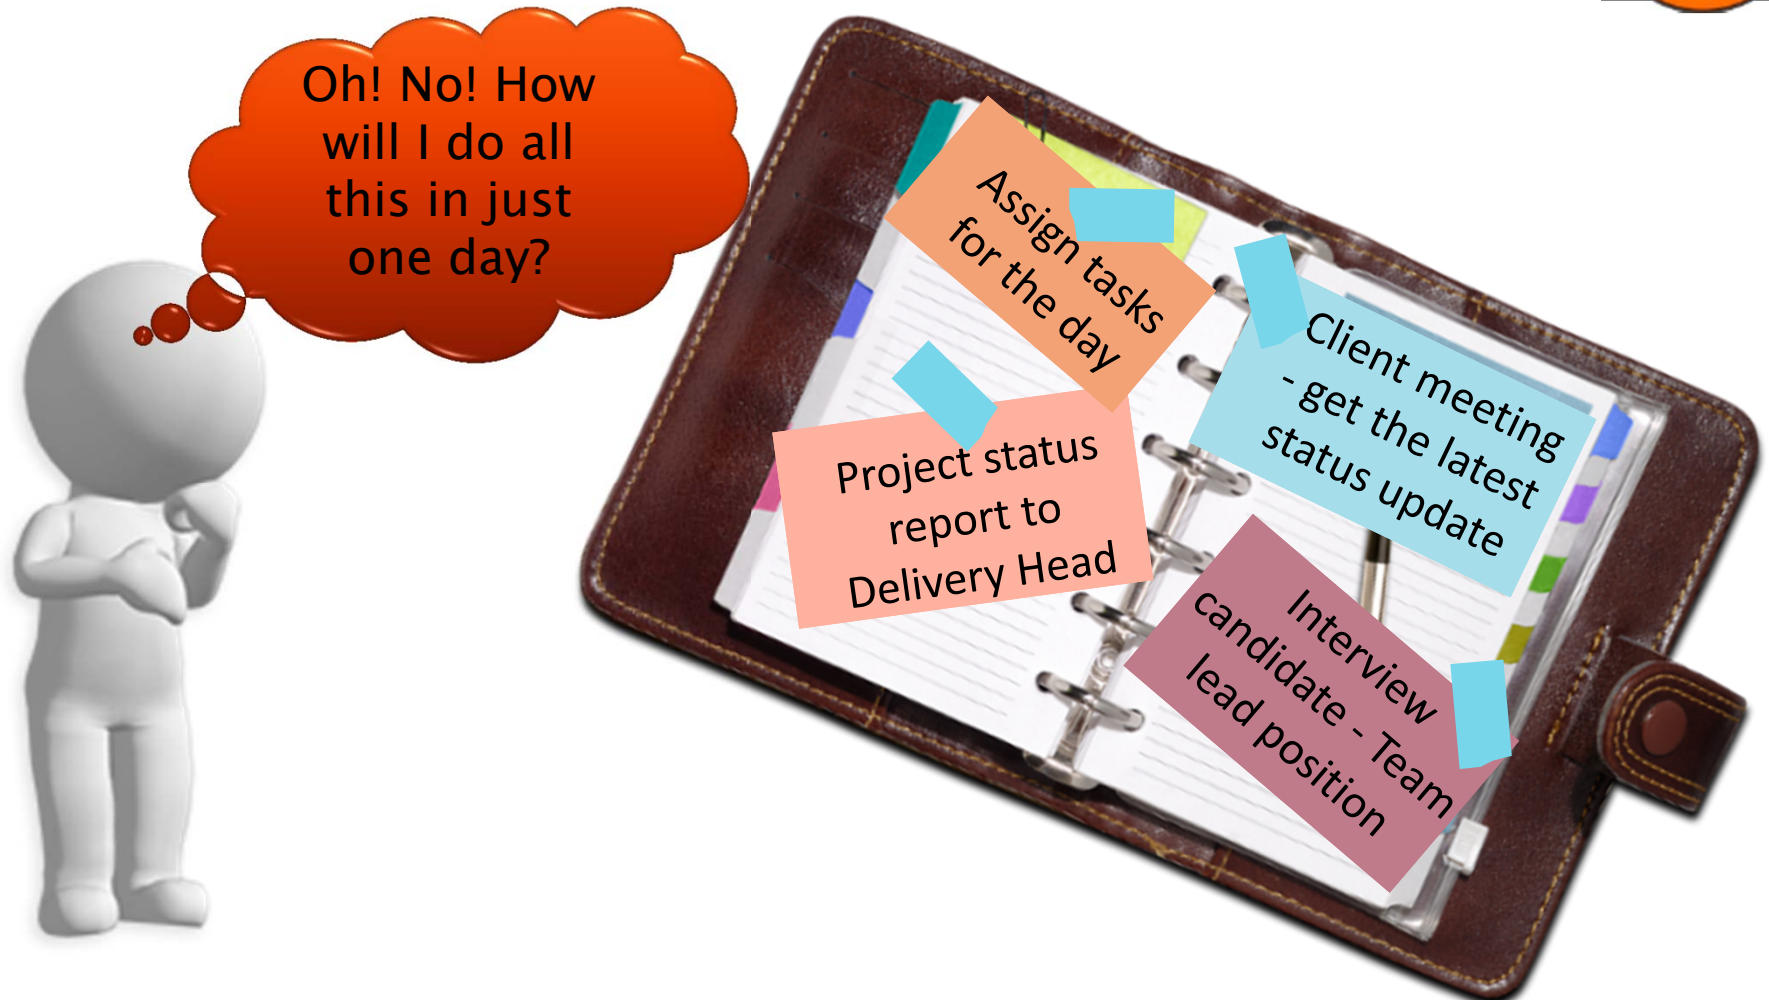 Oh! No! How
will I do all
this in just
one day?
Assign tasks
for the day
Client meeting
- get the latest
status update
Project status
report to
Delivery Head
Interview
candidate - Team
lead position